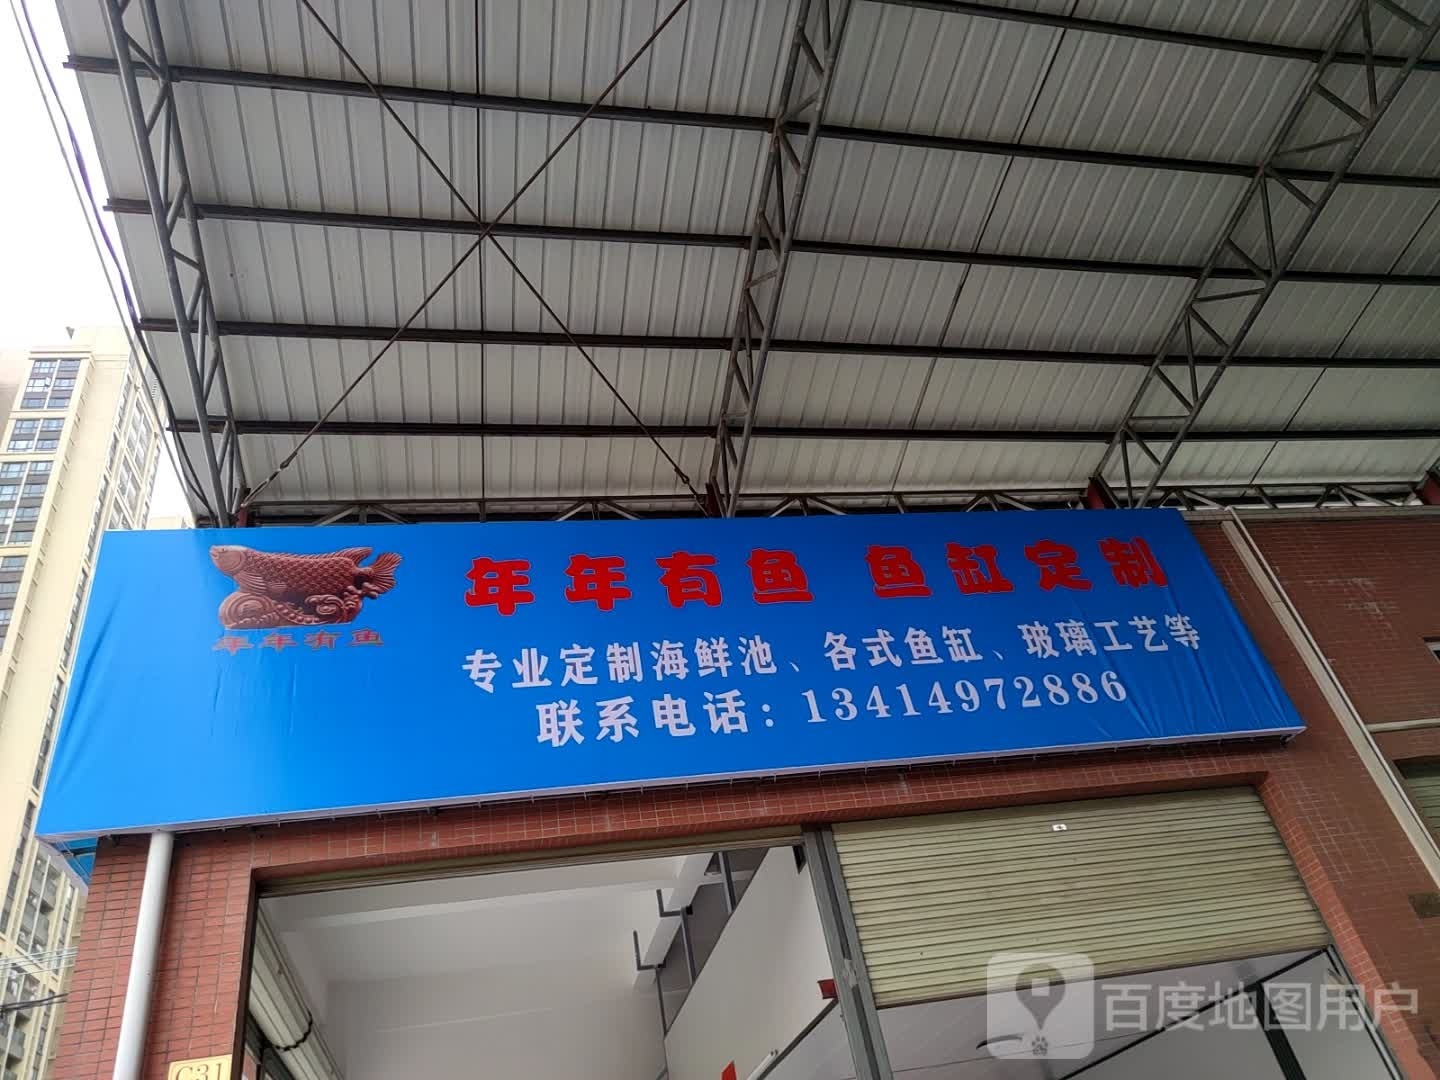 年年有鱼 鱼缸定制
年年有鱼
专业定制海鲜池、各式鱼缸、玻璃工艺等
联系电话：13414972886
C31
百度地图用户